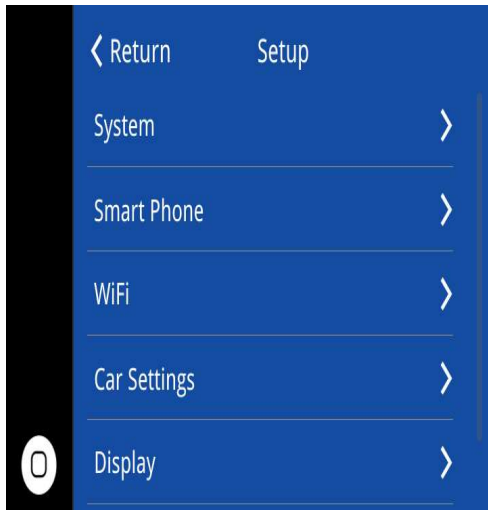 Return Setup
System
Smart Phone
WiFi
Car Settings
Display